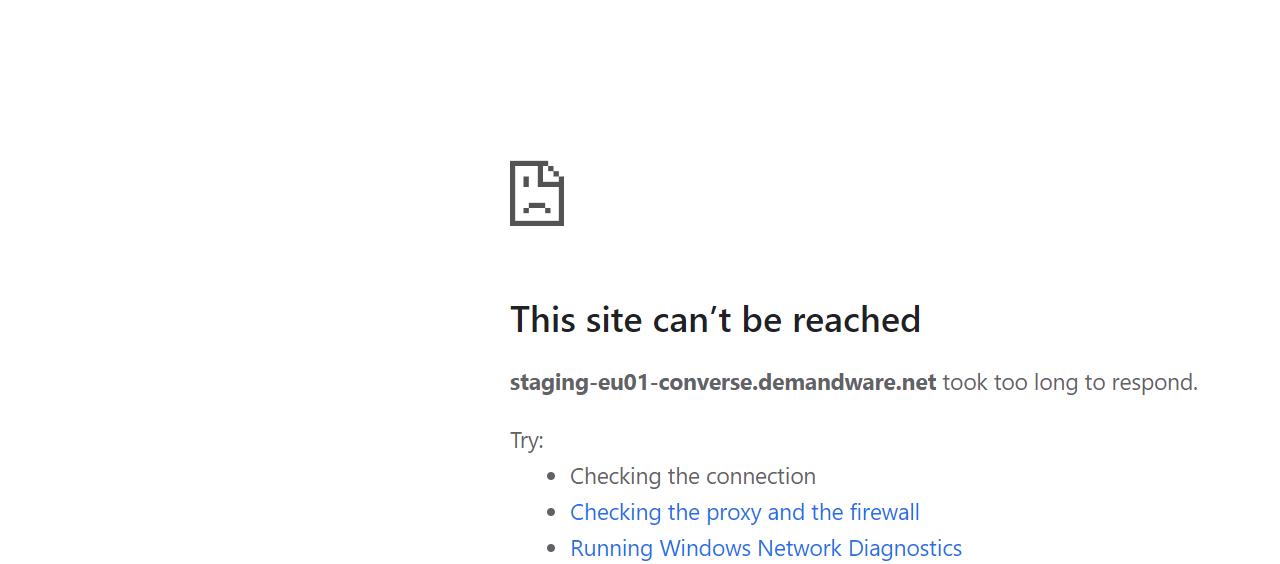 This site can’t be reached
staging-eu01-converse.demandware.net took too long to respond.
Try:
Checking the connection
Checking the proxy and the firewall
Running Windows Network Diagnostics